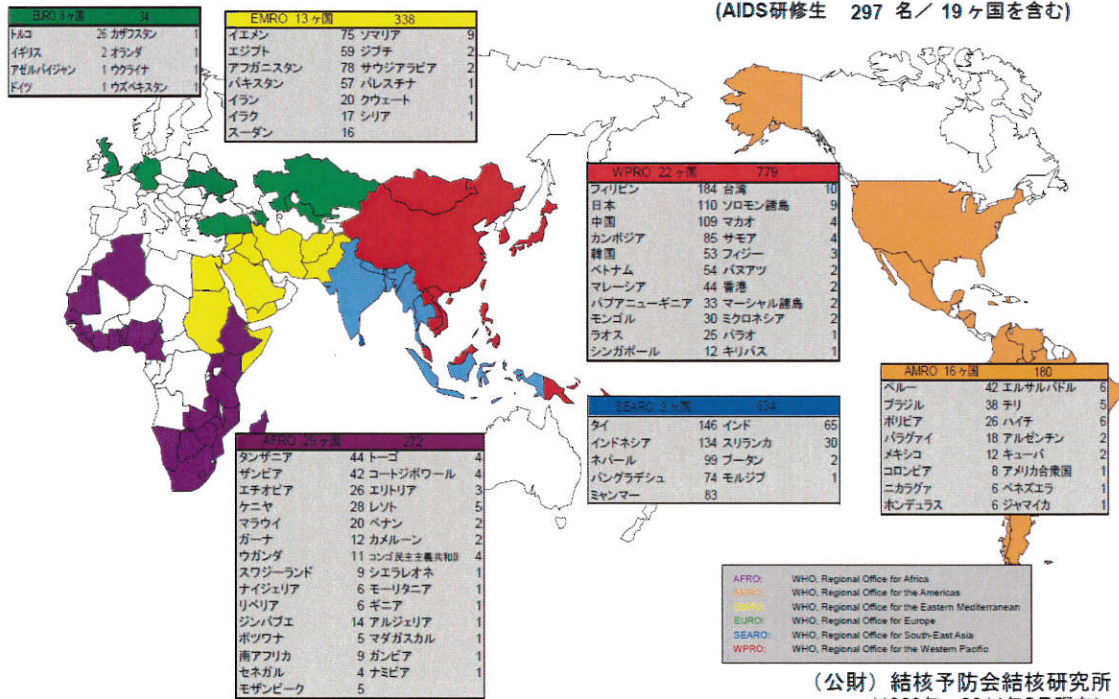 (AIDS研修生 297 名／ 19 ヶ国を含む)
EURO 8ヶ国 34
トルコ 26 カザフスタン 1
イギリス 2 オランダ 1
アゼルバイジャン 1 ウクライナ 1
ドイツ 1 ウズベキスタン 1
EMRO 13ヶ国 338
イエメン 75 ソマリア 9
エジプト 59 ジブチ 2
アフガニスタン 78 サウジアラビア 2
パキスタン 57 パレスチナ 1
イラン 20 クウェート 1
イラク 17 シリア 1
スーダン 16
WPRO 22ヶ国 779
フィリピン 184 台湾 10
日本 110 ソロモン諸島 9
中国 109 マカオ 4
カンボジア 85 サモア 4
韓国 53 フィジー 3
ベトナム 54 バヌアツ 2
マレーシア 44 香港 2
パプアニューギニア 33 マーシャル諸島 2
モンゴル 30 ミクロネシア 2
ラオス 25 パラオ 1
シンガポール 12 キリバス 1
AMRO 16ヶ国 180
ペルー 42 エルサルバドル 6
ブラジル 38 チリ 5
ボリビア 26 ハイチ 6
パラグァイ 18 アルゼンチン 2
メキシコ 12 キューバ 2
コロンビア 8 アメリカ合衆国 1
ニカラグァ 6 ベネズエラ 1
ホンデュラス 6 ジャマイカ 1
SEARO 9ヶ国 634
タイ 146 インド 65
インドネシア 134 スリランカ 30
ネパール 99 ブータン 2
バングラデシュ 74 モルジブ 1
ミャンマー 83
AFRO 29ヶ国 272
タンザニア 44 トーゴ 4
ザンビア 42 コートジボワール 4
エチオピア 26 エリトリア 3
ケニヤ 28 レソト 5
マラウイ 20 ベナン 2
ガーナ 12 カメルーン 2
ウガンダ 11 コンゴ民主主義共和国 4
スワジーランド 9 シエラレオネ 1
ナイジェリア 6 モーリタニア 1
リベリア 6 ギニア 1
ジンバブエ 14 アルジェリア 1
ボツワナ 5 マダガスカル 1
南アフリカ 9 ガンビア 1
セネガル 4 ナミビア 1
モザンビーク 5
AFRO: WHO, Regional Office for Africa
AMRO: WHO, Regional Office for the Americas
EMRO: WHO, Regional Office for the Eastern Mediterranean
EURO: WHO, Regional Office for Europe
SEARO: WHO, Regional Office for South-East Asia
WPRO: WHO, Regional Office for the Western Pacific
（公財）結核予防会結核研究所